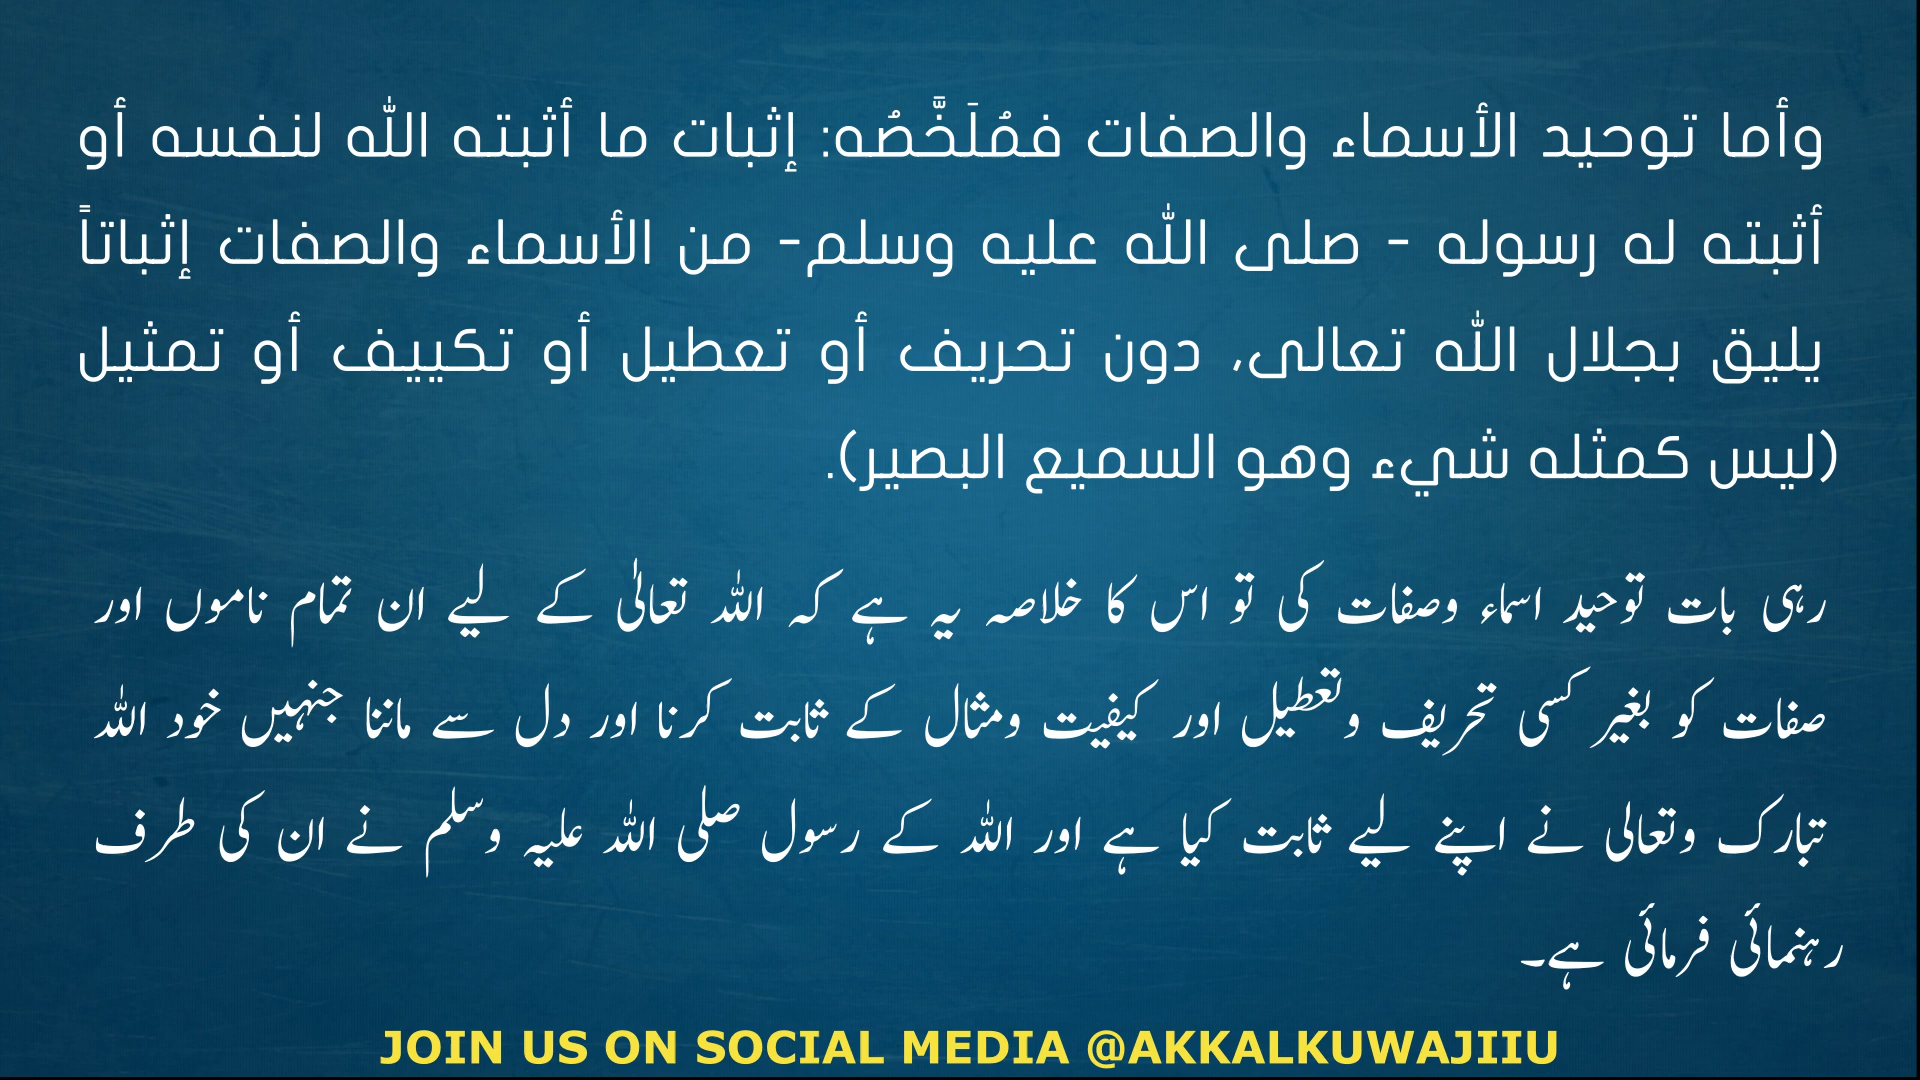 وأما توحيد الأسماء والصفات فمُلَخَّصُه: إثبات ما أثبته الله لنفسه أو
أثبته له رسوله - صلى الله عليه وسلم- من الأسماء والصفات إثباتاً
يليق بجلال الله تعالى، دون تحريف أو تعطيل أو تكييف أو تمثيل
(ليس كمثله شيء وهو السميع البصير).
رہی بات توحید اسماء وصفات کی تو اس کا خلاصہ یہ ہے کہ اللہ تعالٰی کے لیے ان تمام ناموں اور
صفات کو بغیر کسی تحریف وتعطیل اور کیفیت ومثال کے ثابت کرنا اور دل سے ماننا جنہیں خود اللہ
تبارک وتعالی نے اپنے لیے ثابت کیا ہے اور اللہ کے رسول صلی اللہ علیہ وسلم نے ان کی طرف
رہنمائی فرمائی ہے۔
JOIN US ON SOCIAL MEDIA @AKKALKUWAJIIU